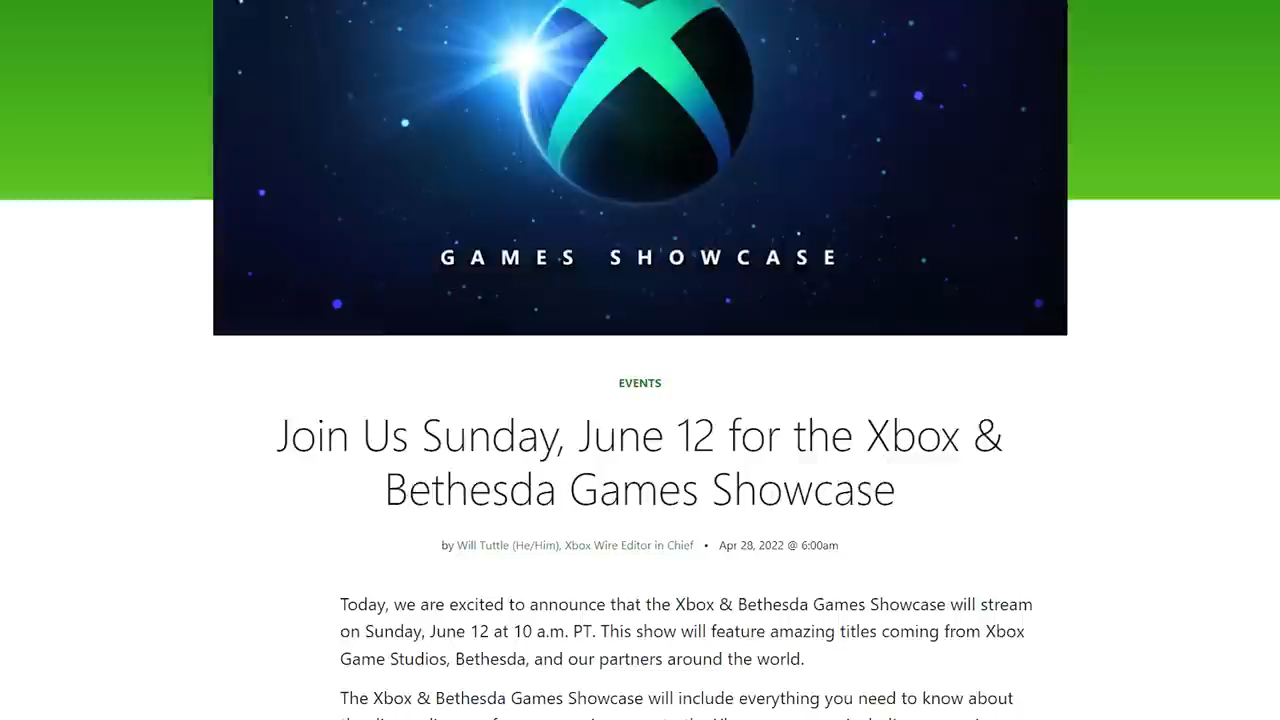 GAMES SHOWCASE
EVENTS
Join Us Sunday, June 12 for the Xbox &
Bethesda Games Showcase
by Will Tuttle (He/Him), Xbox Wire Editor in Chief • Apr 28, 2022 @ 6:00am
Today, we are excited to announce that the Xbox & Bethesda Games Showcase will stream
on Sunday, June 12 at 10 a.m. PT. This show will feature amazing titles coming from Xbox
Game Studios, Bethesda, and our partners around the world.
The Xbox & Bethesda Games Showcase will include everything you need to know about